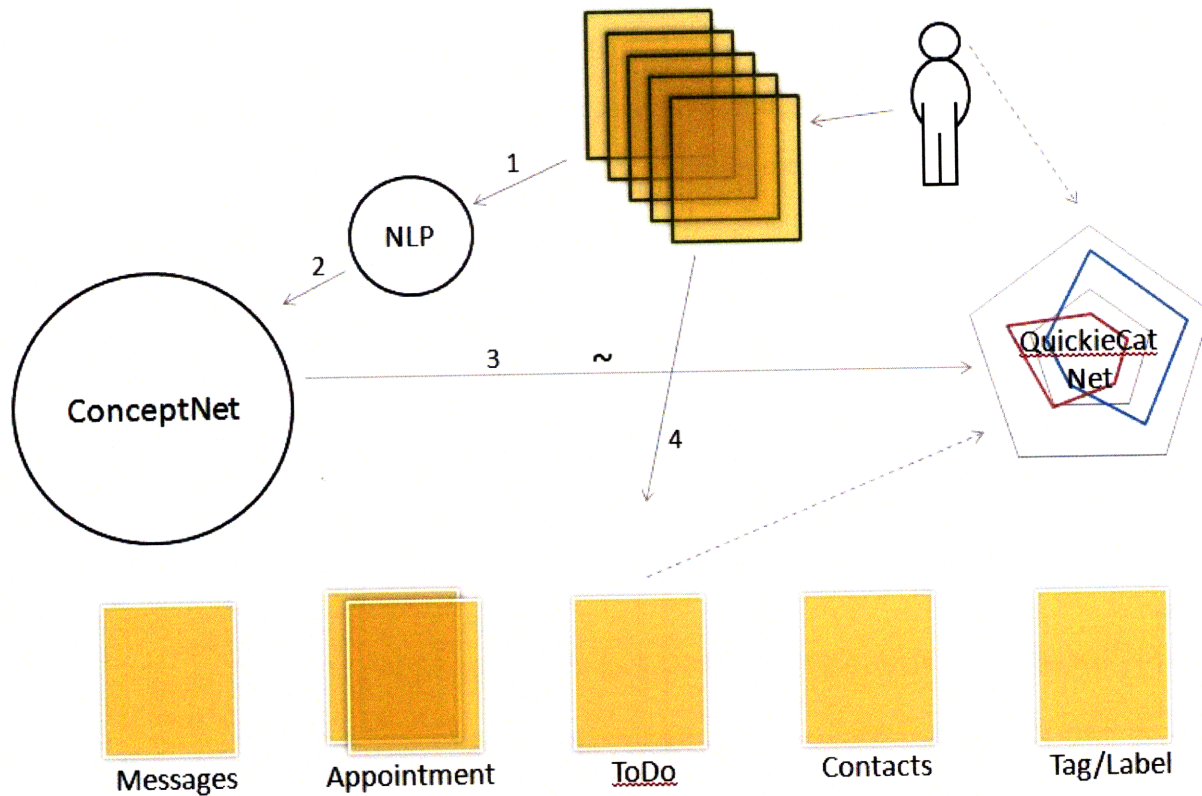 1
NLP
2
3
~
ConceptNet
QuickieCat
Net
4
Messages
Appointment
ToDo
Contacts
Tag/Label